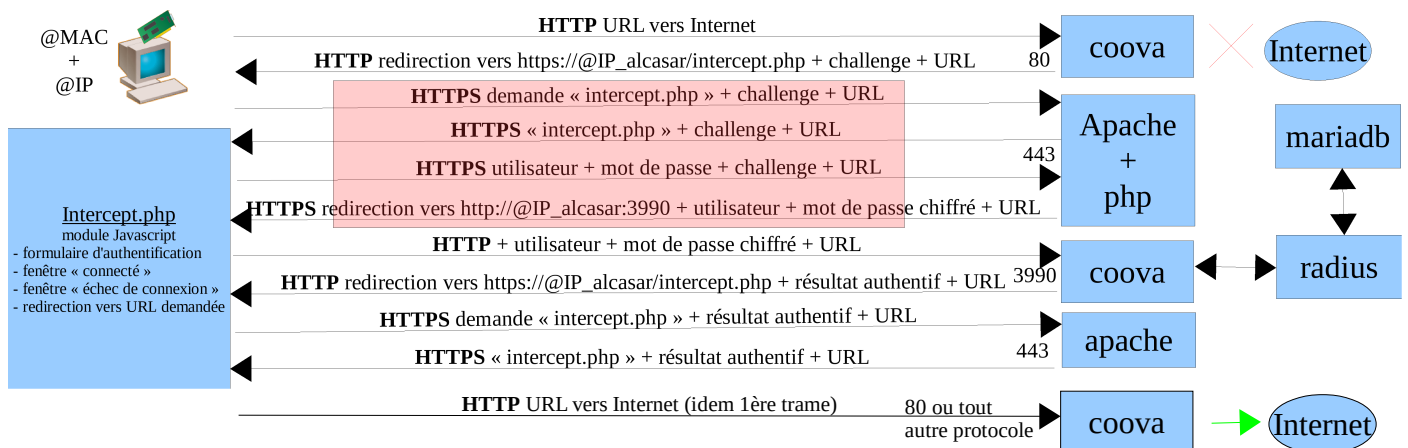 @MAC
+
@IP
HTTP URL vers Internet
coova
Internet
HTTP redirection vers https://@IP_alcasar/intercept.php + challenge + URL
80
HTTPS demande « intercept.php » + challenge + URL
HTTPS « intercept.php » + challenge + URL
HTTPS utilisateur + mot de passe + challenge + URL
HTTPS redirection vers http://@IP_alcasar:3990 + utilisateur + mot de passe chiffré + URL
443
Apache
+
php
mariadb
Intercept.php
module Javascript
- formulaire d'authentification
- fenêtre « connecté »
- fenêtre « échec de connexion »
- redirection vers URL demandée
HTTP + utilisateur + mot de passe chiffré + URL
HTTP redirection vers https://@IP_alcasar/intercept.php + résultat authentif + URL
3990
coova
radius
HTTPS demande « intercept.php » + résultat authentif + URL
HTTPS « intercept.php » + résultat authentif + URL
443
apache
HTTP URL vers Internet (idem 1ère trame)
80 ou tout
autre protocole
coova
Internet